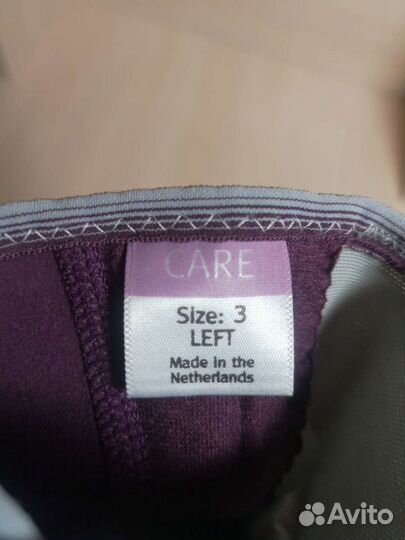 CARE
Size: 3
LEFT
Made in the
Netherlands
Avito